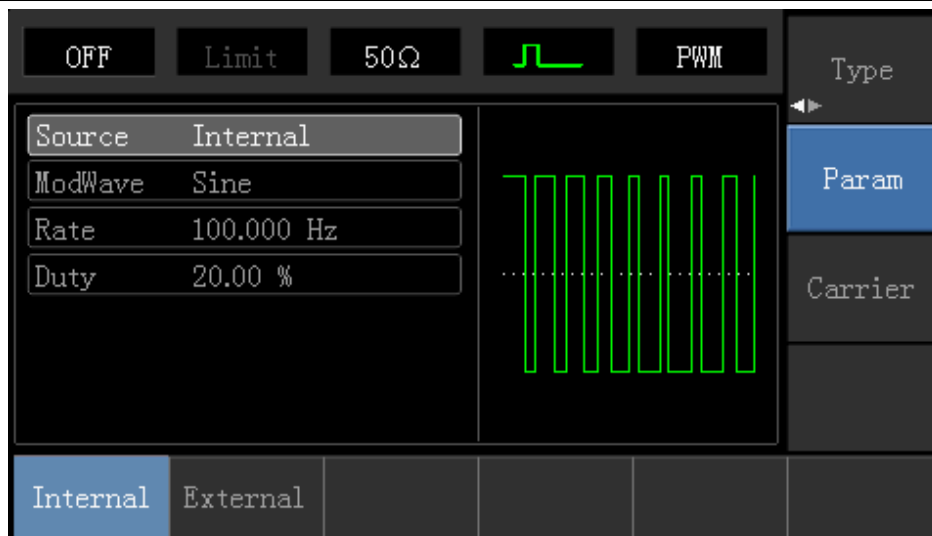 OFF Limit 50Ω PWM
Type
Source Internal
ModWave Sine
Rate 100.000 Hz
Duty 20.00 %
Param
Carrier
Internal External